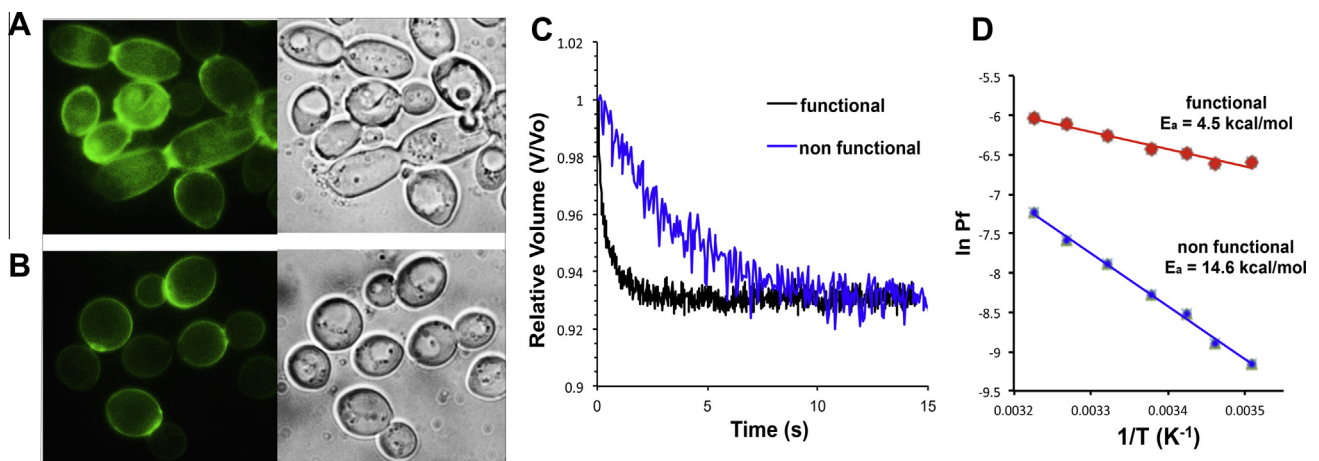 A
B
C
Relative Volume (V/Vo)
1.02
1
0.98
0.96
0.94
0.92
0.9
functional
non functional
0
5
10
15
Time (s)
D
ln Pf
-5.5
-6
-6.5
-7
-7.5
-8
-8.5
-9
-9.5
functional
Ea = 4.5 kcal/mol
non functional
Ea = 14.6 kcal/mol
0.0032
0.0033
0.0034
0.0035
1/T (K-1)